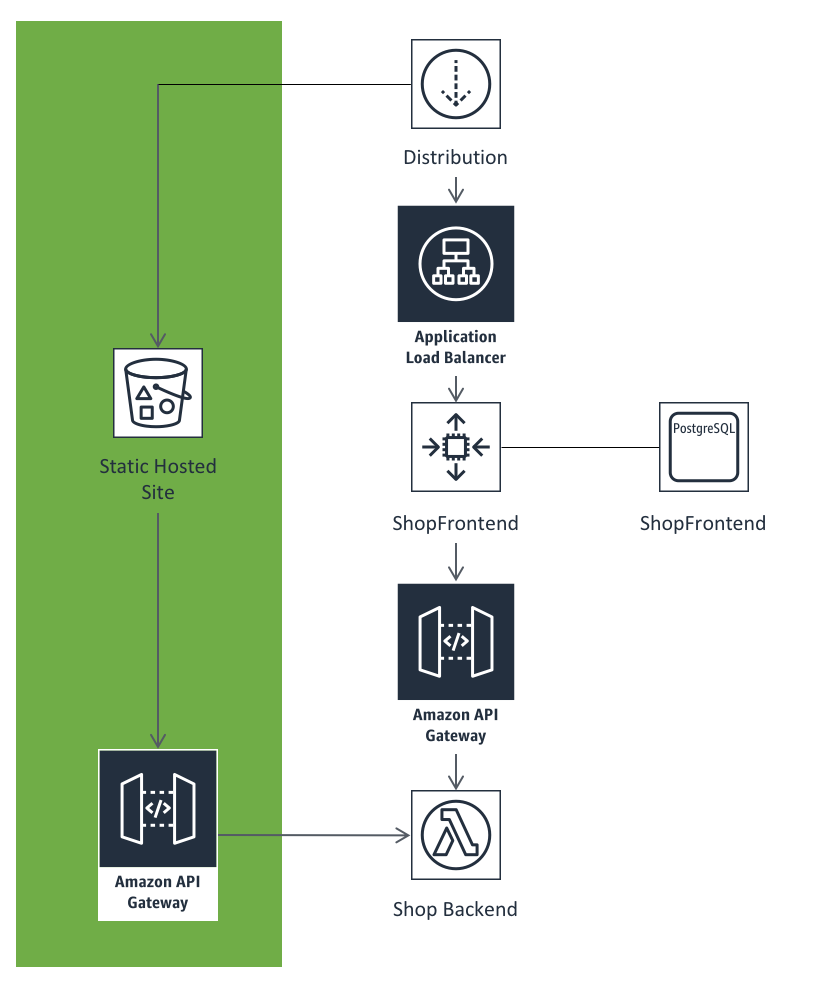 Distribution
Application
Load Balancer
PostgreSQL
Static Hosted
Site
ShopFrontend
ShopFrontend
Amazon API
Gateway
Amazon API
Gateway
Shop Backend